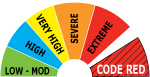 LOW - MOD
HIGH
VERY HIGH
SEVERE
EXTREME
CODE RED